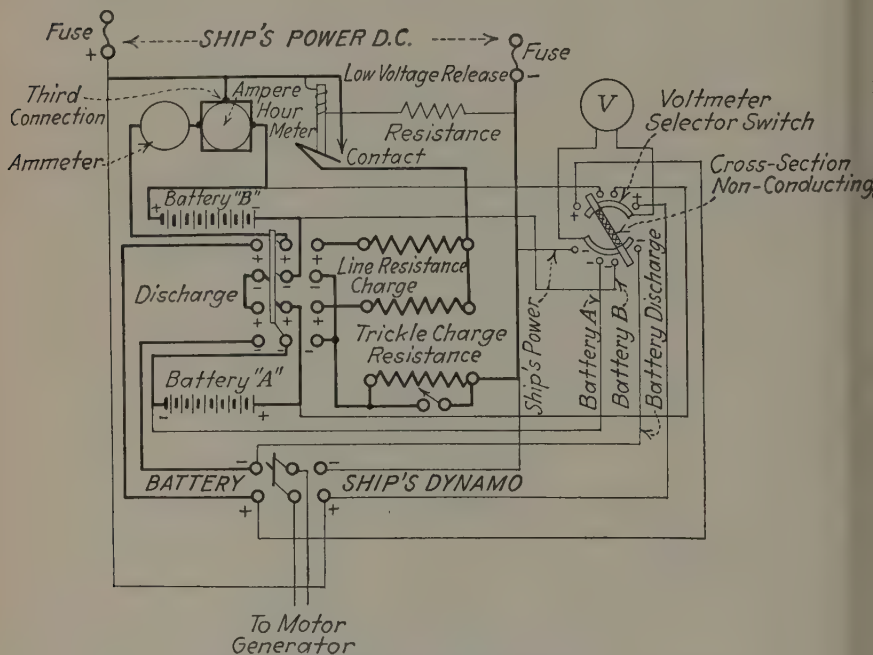 Fuse
+
SHIP'S POWER D.C.
Fuse
Low Voltage Release
-
Third
Connection
Ampere
Hour
Meter
Ammeter
Resistance
Contact
V
Voltmeter
Selector Switch
Cross-Section
Non-Conducting
+ Battery "B" -
+ + +
- - -
Discharge
Line Resistance
Charge
+ + +
- - -
Trickle Charge
Resistance
Battery "A"
- +
+ +
- - - -
Ship's Power
Battery A
Battery B
Battery Discharge
- -
BATTERY
SHIP'S DYNAMO
+ +
To Motor
Generator